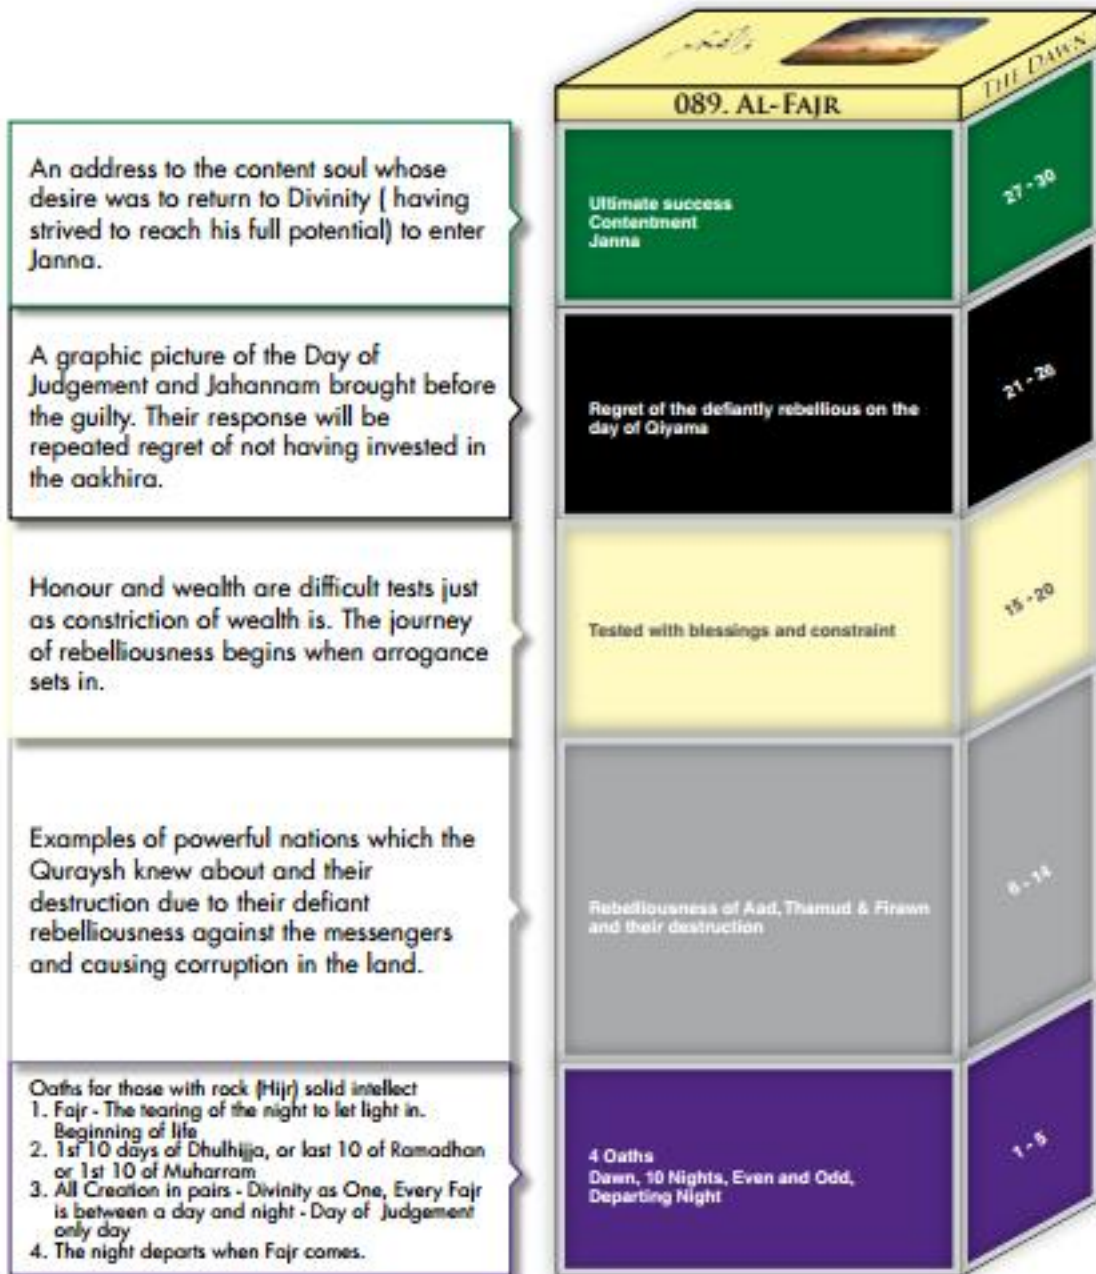 089. AL-FAJR
THE DAWN
An address to the content soul whose
desire was to return to Divinity ( having
strived to reach his full potential) to enter
Janna.
Ultimate success
Contentment
Janna
27 - 30
A graphic picture of the Day of
Judgement and Jahannam brought before
the guilty. Their response will be
repeated regret of not having invested in
the aakhira.
Regret of the defiantly rebellious on the
day of Qiyama
21 - 26
Honour and wealth are difficult tests just
as constriction of wealth is. The journey
of rebelliousness begins when arrogance
sets in.
Tested with blessings and constraint
15 - 20
Examples of powerful nations which the
Quraysh knew about and their
destruction due to their defiant
rebelliousness against the messengers
and causing corruption in the land.
Rebelliousness of Aad, Thamud & Firawn
and their destruction
6 - 14
Oaths for those with rock (Hijr) solid intellect
1. Fajr - The tearing of the night to let light in.
Beginning of life
2. 1st 10 days of Dhulhijja, or last 10 of Ramadhan
or 1st 10 of Muharram
3. All Creation in pairs - Divinity as One, Every Fajr
is between a day and night - Day of Judgement
only day
4. The night departs when Fajr comes.
4 Oaths
Dawn, 10 Nights, Even and Odd,
Departing Night
1 - 5